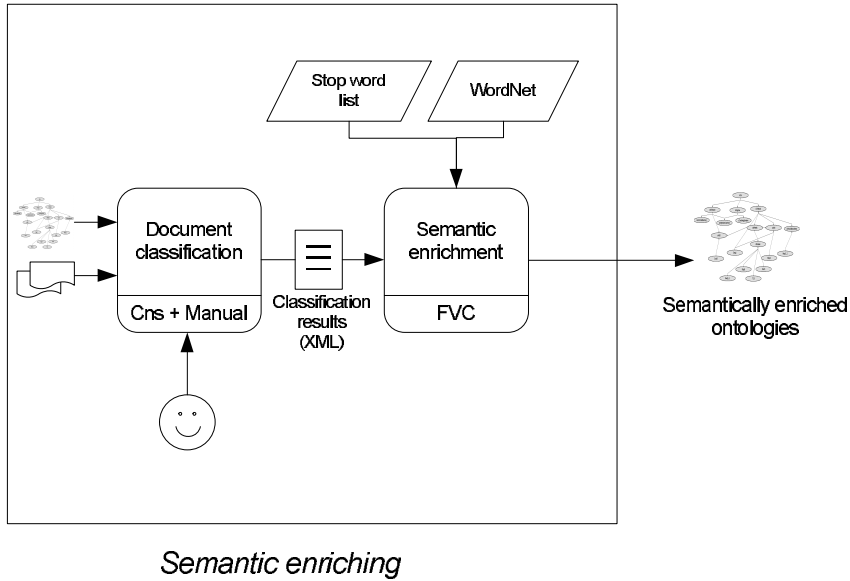 Stop word
list
WordNet
Document
classification
Cns + Manual
Classification
results
(XML)
Semantic
enrichment
FVC
Semantically enriched
ontologies
Semantic enriching